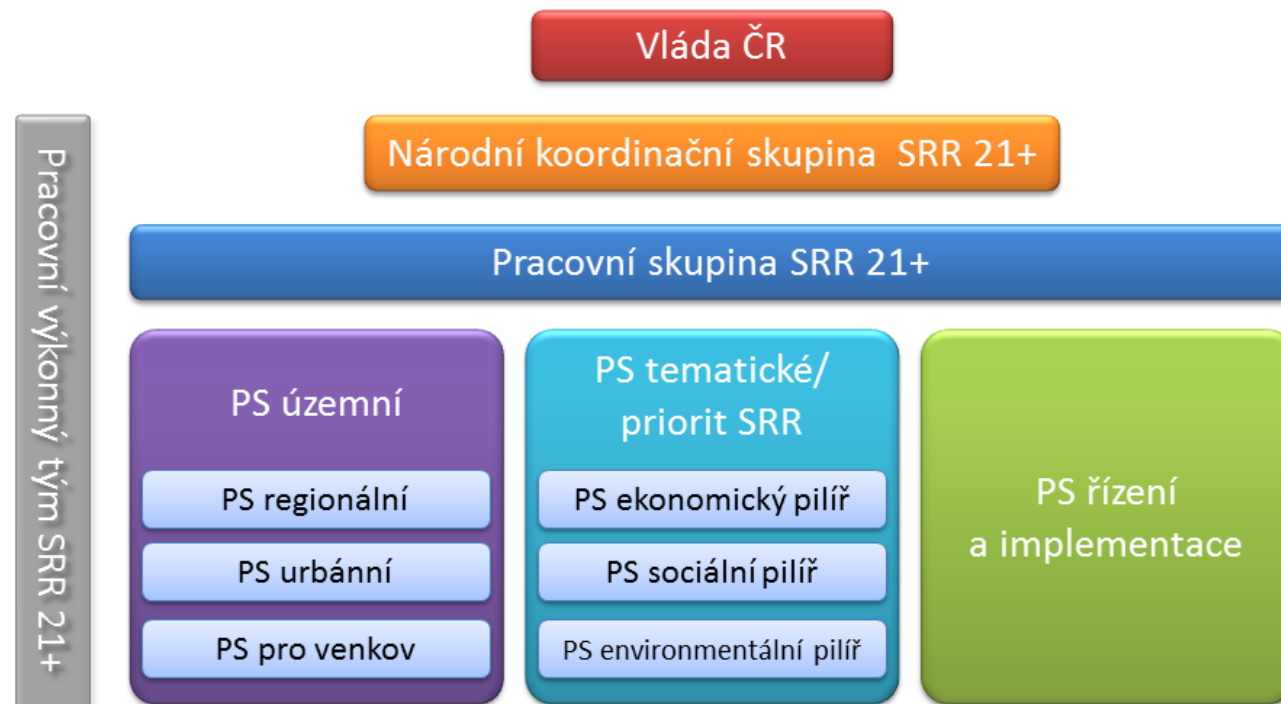 Vláda ČR
Národní koordinační skupina SRR 21+
Pracovní skupina SRR 21+
Pracovní výkonný tým SRR 21+
PS územní
PS regionální
PS urbánní
PS pro venkov
PS tematické/
priorit SRR
PS ekonomický pilíř
PS sociální pilíř
PS environmentální pilíř
PS řízení
a implementace